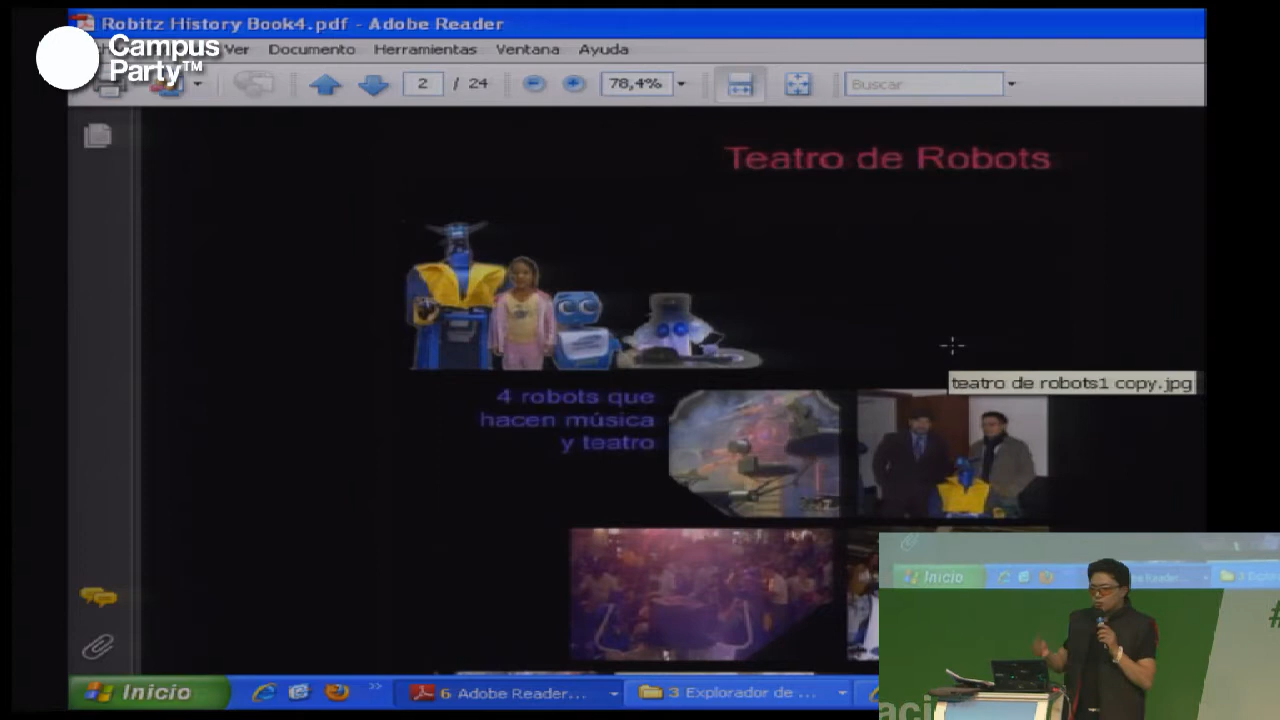 Robitz History Book4.pdf - Adobe Reader
Campus
Party™
Ver Documento Herramientas Ventana Ayuda
2 / 24 78,4% Buscar
Teatro de Robots
teatro de robots1 copy.jpg
4 robots que
hacen música
y teatro
Inicio
#
aci
Inicio 6 Adobe Reader... 3 Explorador de ...